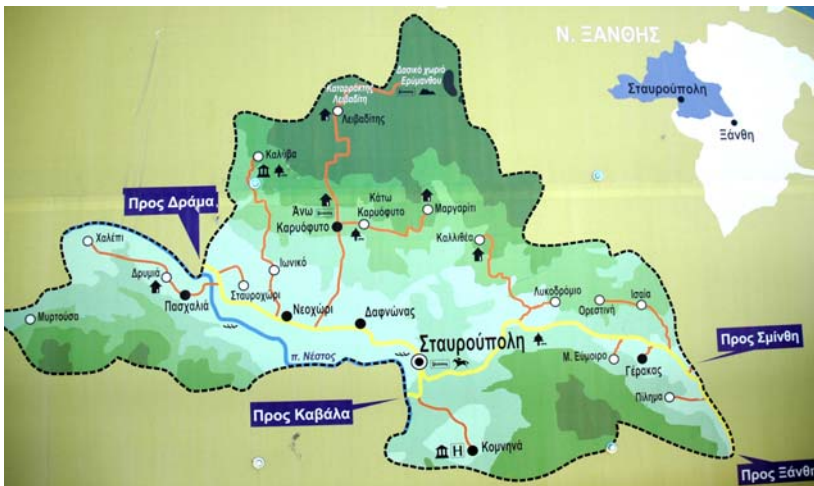 Ν. ΞΑΝΘΗΣ
Σταυρούπολη
Ξάνθη
Δασικό χωριό
Ερύμανθου
Καταρράκτης
Λειβαδίτη
Λειβαδίτης
Καλύβα
Προς Δράμα
Άνω
Καρυόφυτο
Κάτω
Καρυόφυτο
Μαργαρίτι
Χαλέπι
Καλλιθέα
Δρυμιά
Ιωνικό
Σταυροχώρι
Πασχαλιά
Λυκοδρόμιο
Ορεστινή
Ισαία
Μυρτούσα
Νεοχώρι
Δαφνώνας
Σταυρούπολη
Προς Σμίνθη
π. Νέστος
Μ. Εύμοιρο
Γέρακας
Πίλημα
Προς Καβάλα
Κομνηνά
H
Προς Ξάνθη